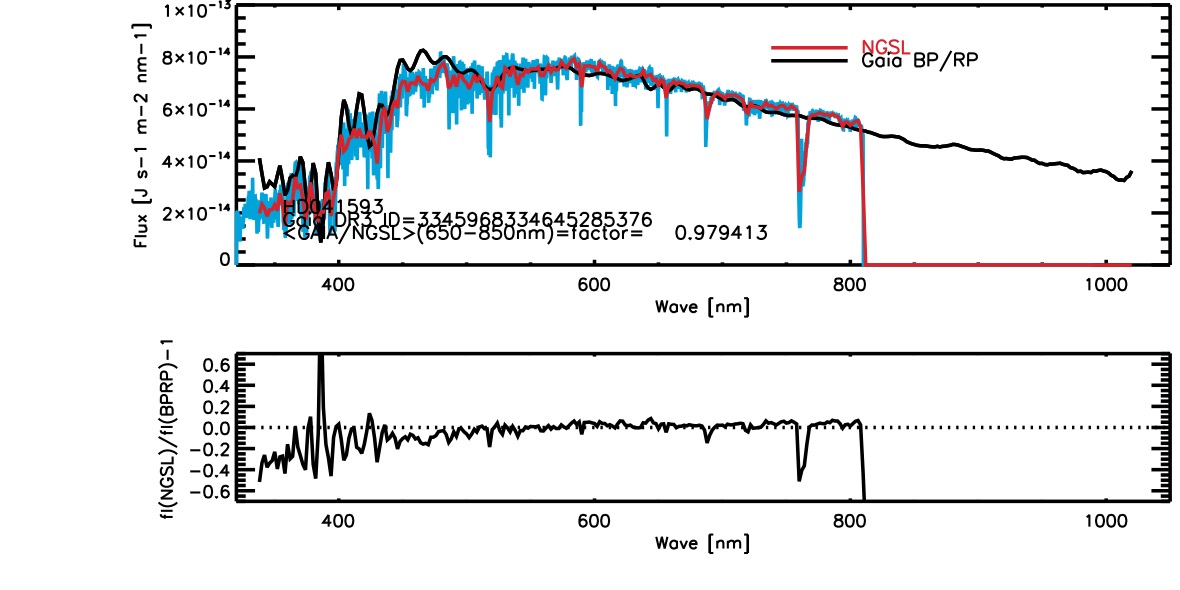 1×10−13
8×10−14
6×10−14
4×10−14
2×10−14
0
Flux [J s−1 m−2 nm−1]
NGSL
Gaia BP/RP
HD041593
Gaia DR3 ID=3345968334645285376
<GAIA/NGSL>(650−850nm)=factor= 0.979413
400 600 800 1000
Wave [nm]
0.6
0.4
0.2
0.0
−0.2
−0.4
−0.6
fl(NGSL)/fl(BPRP)−1
400 600 800 1000
Wave [nm]